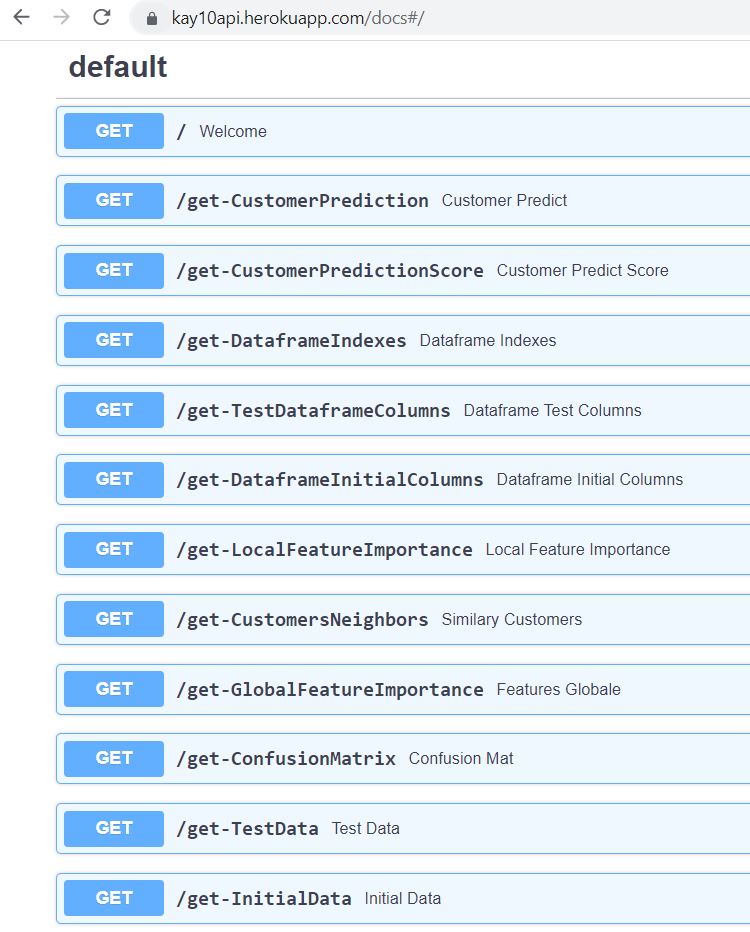 kay10api.herokuapp.com/docs#/
default
GET / Welcome
GET /get-CustomerPrediction Customer Predict
GET /get-CustomerPredictionScore Customer Predict Score
GET /get-DataframeIndexes Dataframe Indexes
GET /get-TestDataframeColumns Dataframe Test Columns
GET /get-DataframeInitialColumns Dataframe Initial Columns
GET /get-LocalFeatureImportance Local Feature Importance
GET /get-CustomersNeighbors Similary Customers
GET /get-GlobalFeatureImportance Features Globale
GET /get-ConfusionMatrix Confusion Mat
GET /get-TestData Test Data
GET /get-InitialData Initial Data